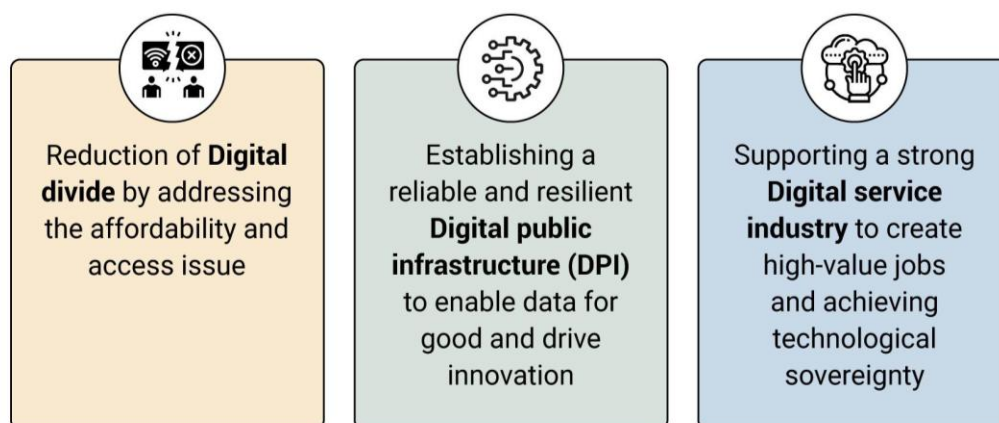 Reduction of Digital
divide by addressing
the affordability and
access issue
Establishing a
reliable and resilient
Digital public
infrastructure (DPI)
to enable data for
good and drive
innovation
Supporting a strong
Digital service
industry to create
high-value jobs
and achieving
technological
sovereignty